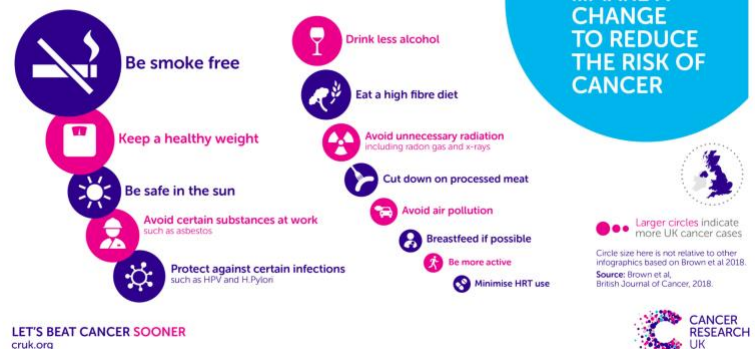 Be smoke free
Keep a healthy weight
Be safe in the sun
Avoid certain substances at work
such as asbestos
Protect against certain infections
such as HPV and H.Pylori
Drink less alcohol
Eat a high fibre diet
Avoid unnecessary radiation
including radon gas and x-rays
Cut down on processed meat
Avoid air pollution
Breastfeed if possible
Be more active
Minimise HRT use
CHANGE
TO REDUCE
THE RISK OF
CANCER
Larger circles indicate
more UK cancer cases
Circle size here is not relative to other
infographics based on Brown et al 2018.
Source: Brown et al,
British Journal of Cancer, 2018.
LET'S BEAT CANCER SOONER
cruk.org
CANCER
RESEARCH
UK